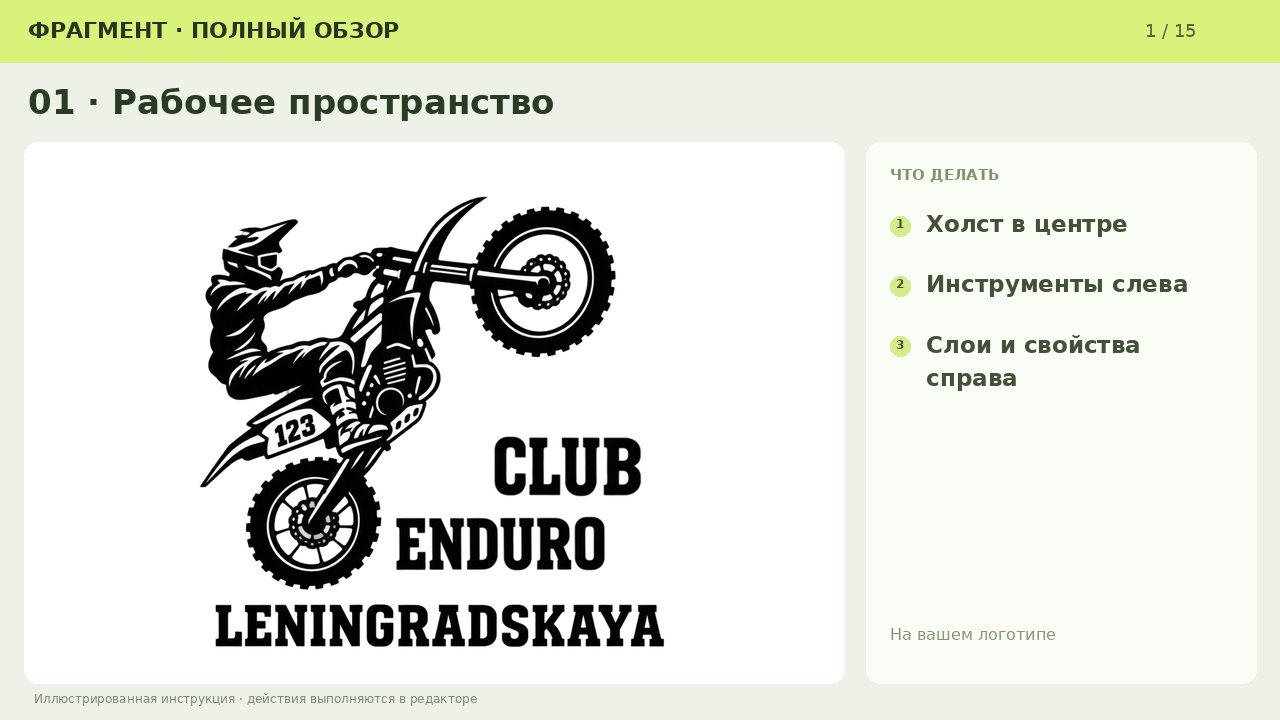 ФРАГМЕНТ · ПОЛНЫЙ ОБЗОР
1 / 15
01 · Рабочее пространство
123
CLUB
ENDURO
LENINGRADSKAYA
ЧТО ДЕЛАТЬ
1 Холст в центре
2 Инструменты слева
3 Слои и свойства
справа
На вашем логотипе
Иллюстрированная инструкция · действия выполняются в редакторе